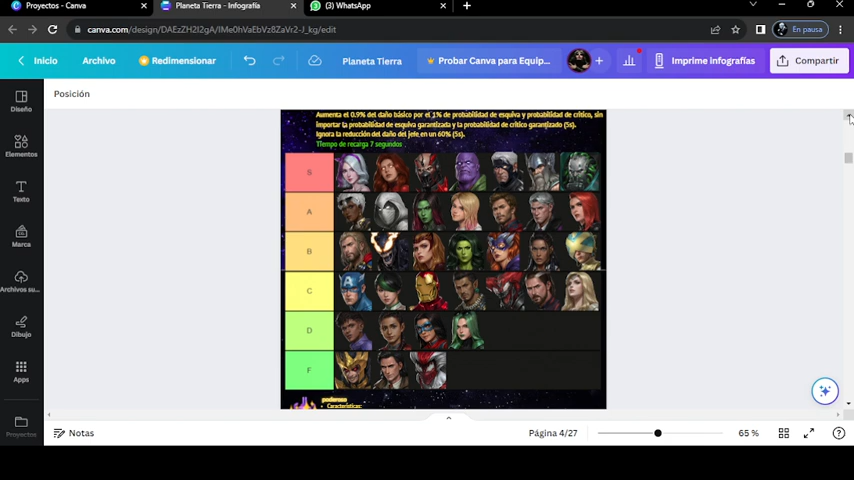 Proyectos - Canva
Planeta Tierra - Infografía
(3) WhatsApp
canva.com/design/DAEzZH2I2gA/IMe0hVaEbVz8ZaVr2-J_kg/edit
En pausa
Inicio
Archivo
Redimensionar
Planeta Tierra
Probar Canva para Equip...
Imprime infografías
Compartir
Diseño
Elementos
Texto
Marca
Archivos su...
Dibujo
Apps
Proyectos
Posición
Aumenta el 0.9% del daño básico por el 1% de probabilidad de esquiva y probabilidad de crítico, sin
importar la probabilidad de esquiva garantizada y la probabilidad de crítico garantizado (5s).
Ignora la reducción del daño del jefe en un 60% (5s).
Tiempo de recarga 7 segundos
S
A
B
C
D
F
poderoso
• Características:
Notas
Página 4/27
65 %